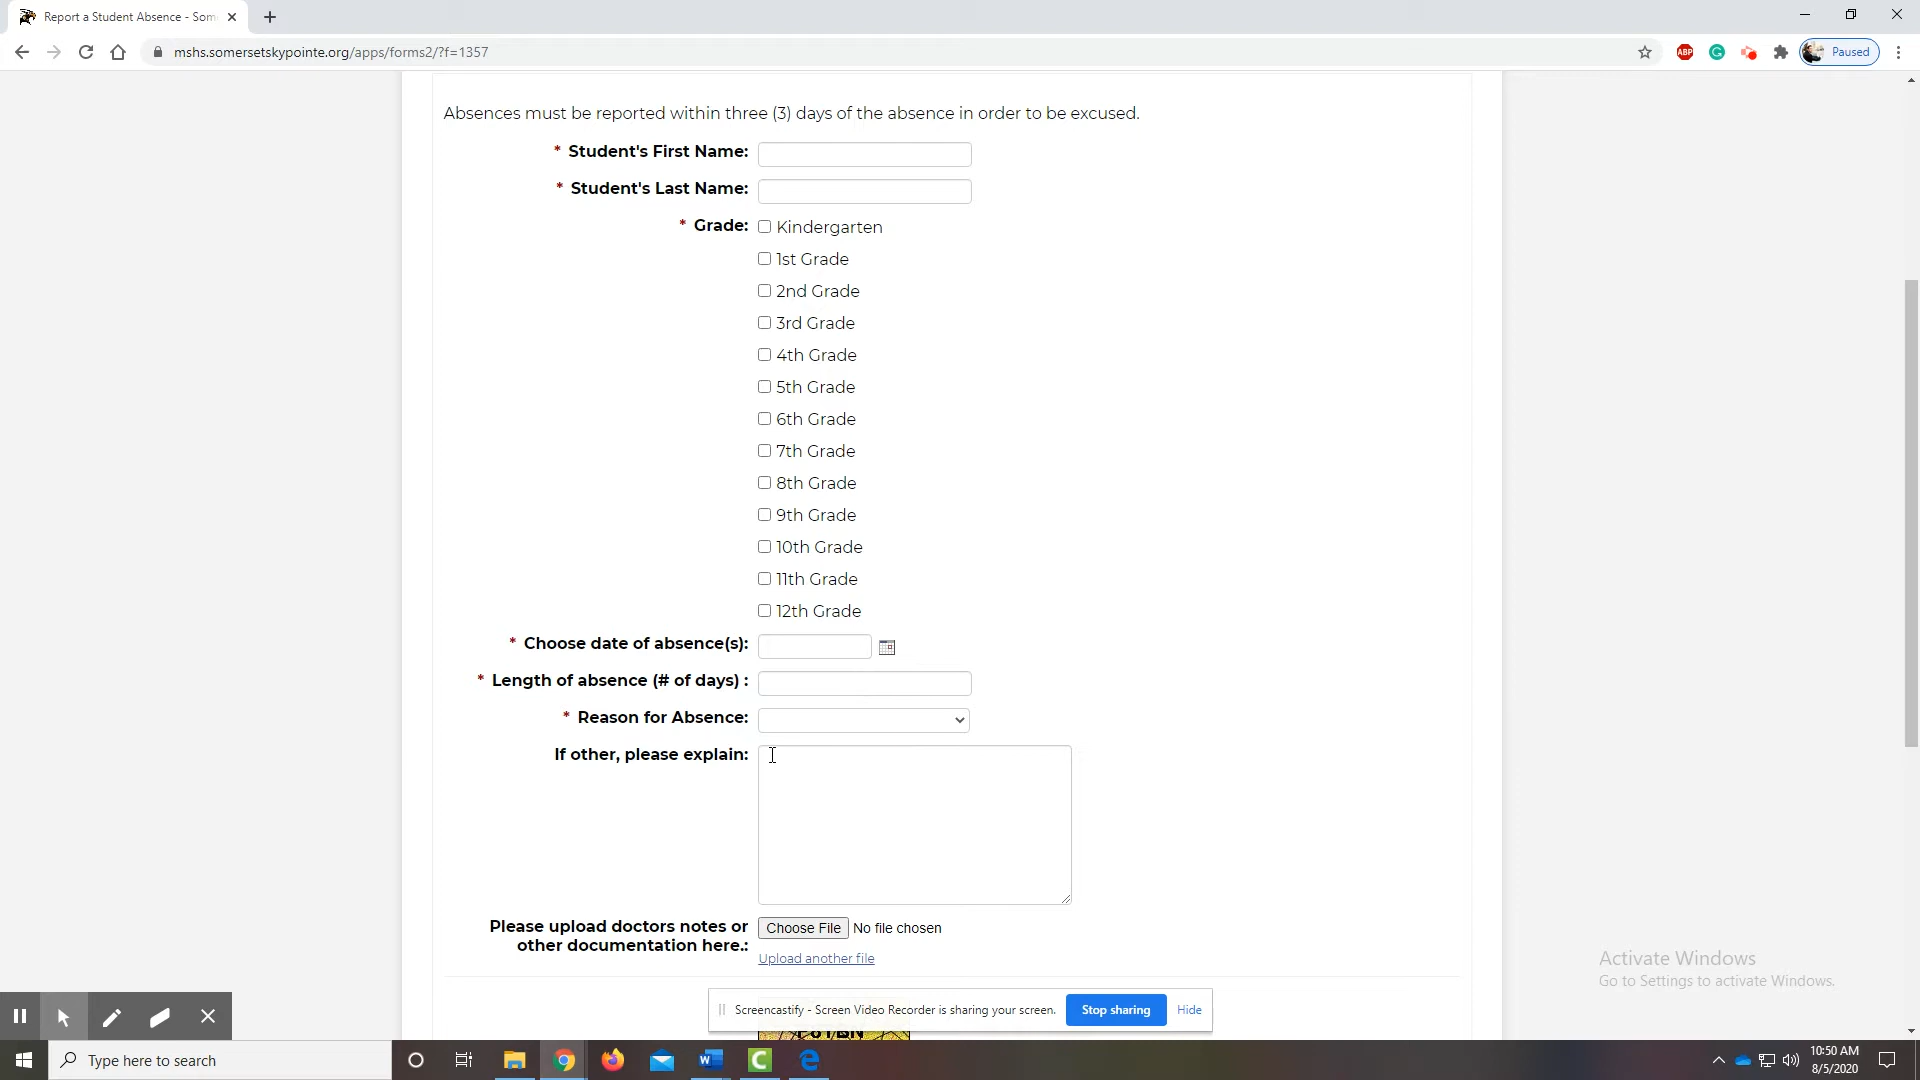 Report a Student Absence - Som
mshs.somersetskypointe.org/apps/forms2/?f=1357
ABP
Paused
Absences must be reported within three (3) days of the absence in order to be excused.
* Student's First Name:
* Student's Last Name:
* Grade: Kindergarten
1st Grade
2nd Grade
3rd Grade
4th Grade
5th Grade
6th Grade
7th Grade
8th Grade
9th Grade
10th Grade
11th Grade
12th Grade
* Choose date of absence(s):
* Length of absence (# of days) :
* Reason for Absence:
If other, please explain:
Please upload doctors notes or Choose File No file chosen
other documentation here.:
Upload another file
Activate Windows
Go to Settings to activate Windows.
Screencastify - Screen Video Recorder is sharing your screen. Stop sharing Hide
Type here to search
10:50 AM
8/5/2020